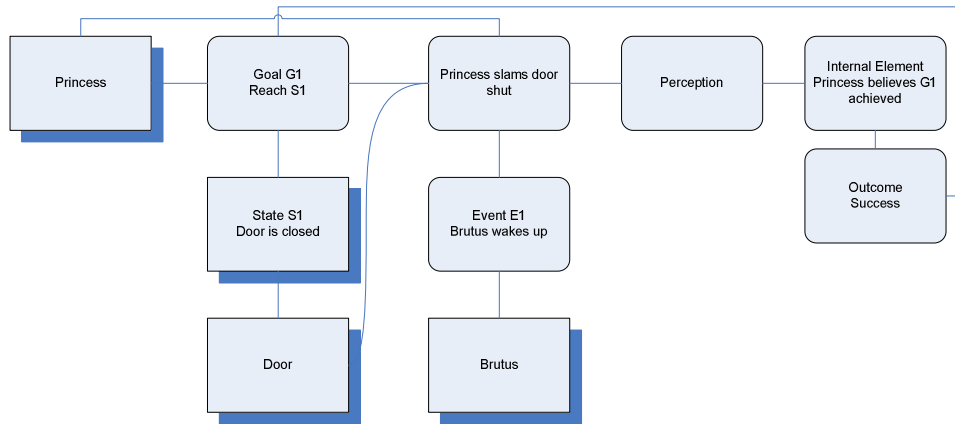 Princess
Goal G1
Reach S1
Princess slams door
shut
Perception
Internal Element
Princess believes G1
achieved
State S1
Door is closed
Event E1
Brutus wakes up
Outcome
Success
Door
Brutus